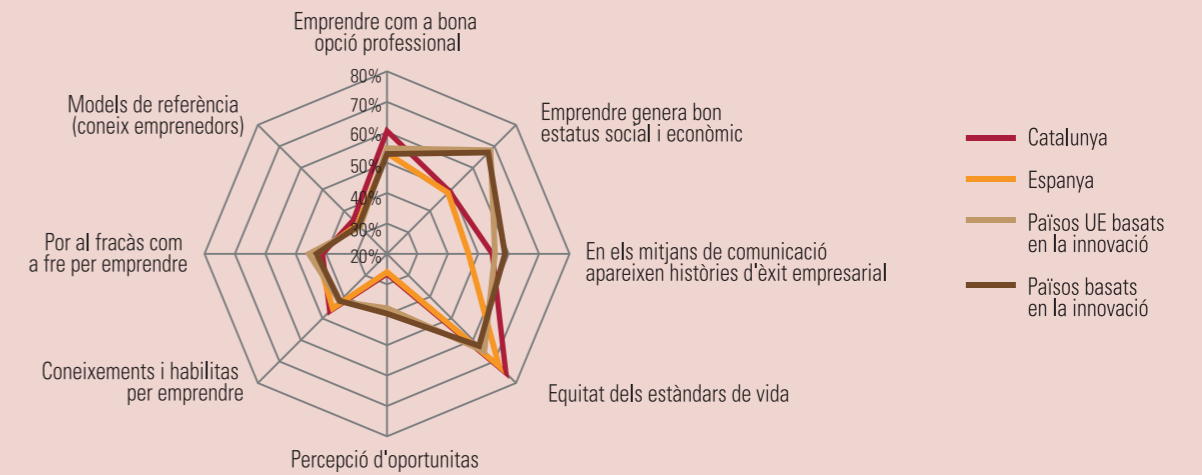 Emprendre com a bona
opció professional
80%
70%
60%
50%
40%
30%
20%
Models de referència
(coneix emprenedors)
Emprendre genera bon
estatus social i econòmic
Por al fracàs com
a fre per emprendre
En els mitjans de comunicació
apareixen històries d'èxit empresarial
Coneixements i habilitas
per emprendre
Equitat dels estàndars de vida
Percepció d'oportunitas
Catalunya
Espanya
Països UE basats
en la innovació
Països basats
en la innovació